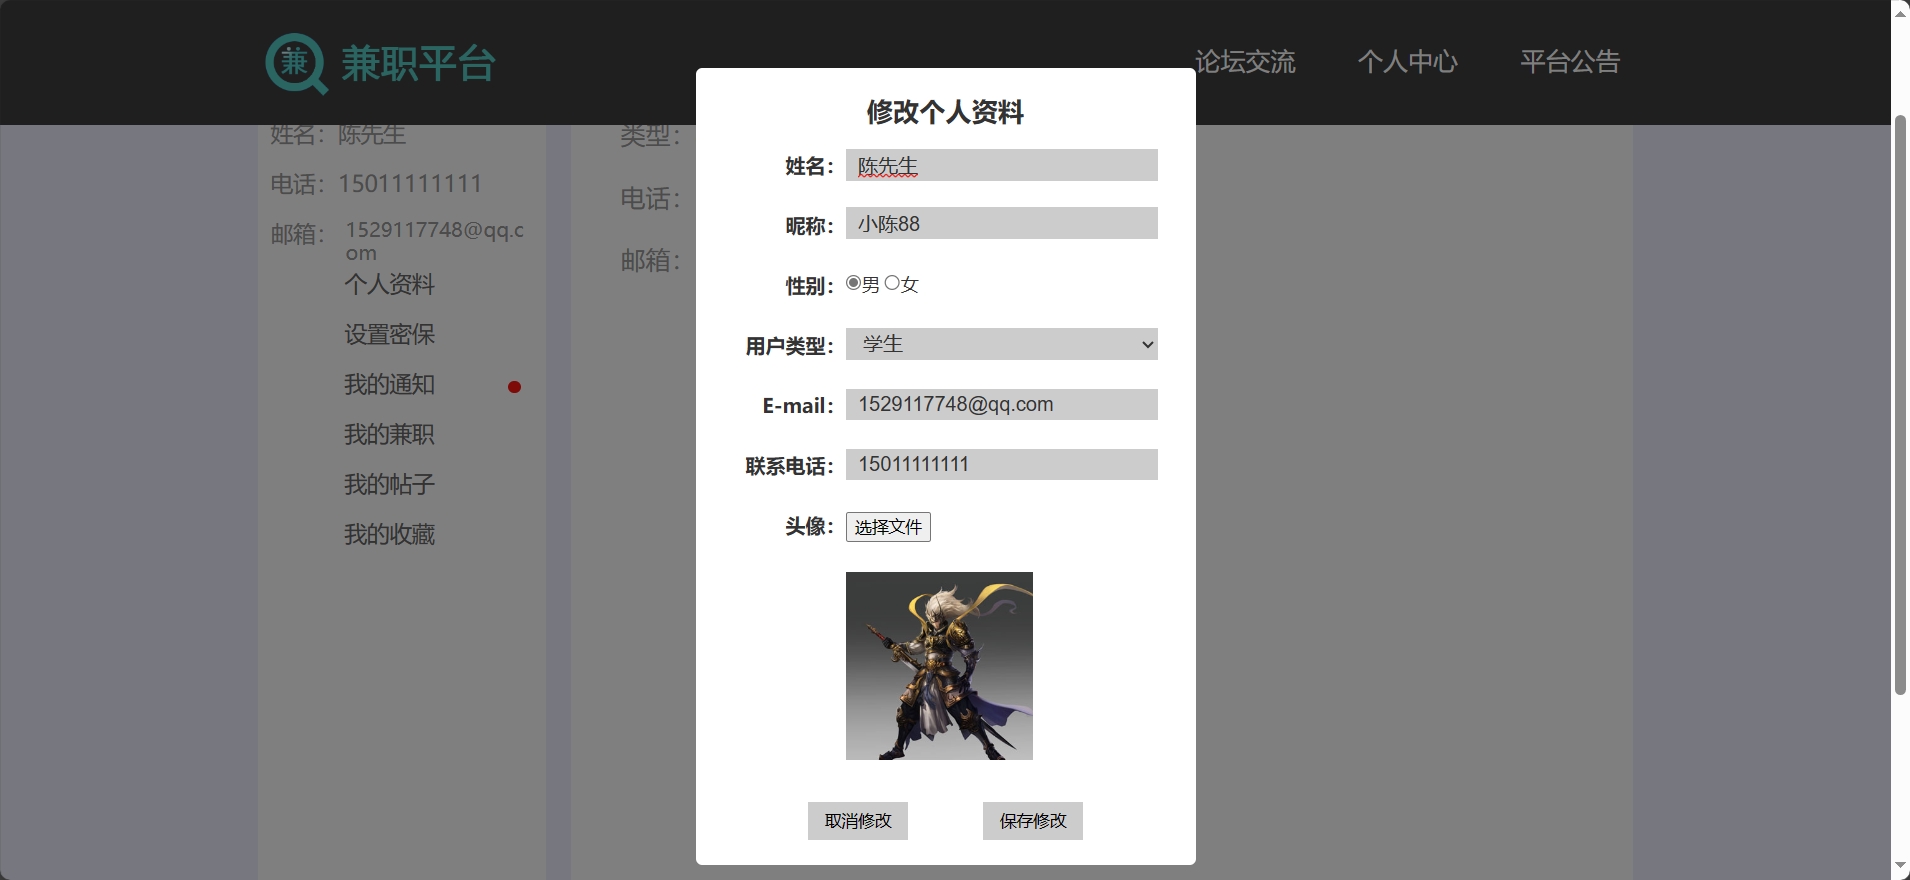 兼 兼职平台
论坛交流 个人中心 平台公告
姓名：陈先生
电话：15011111111
邮箱：1529117748@qq.c
om
个人资料
设置密保
我的通知
我的兼职
我的帖子
我的收藏
类型：
电话：
邮箱：
修改个人资料
姓名：陈先生
昵称：小陈88
性别：男 女
用户类型：学生
E-mail：1529117748@qq.com
联系电话：15011111111
头像：选择文件
取消修改 保存修改